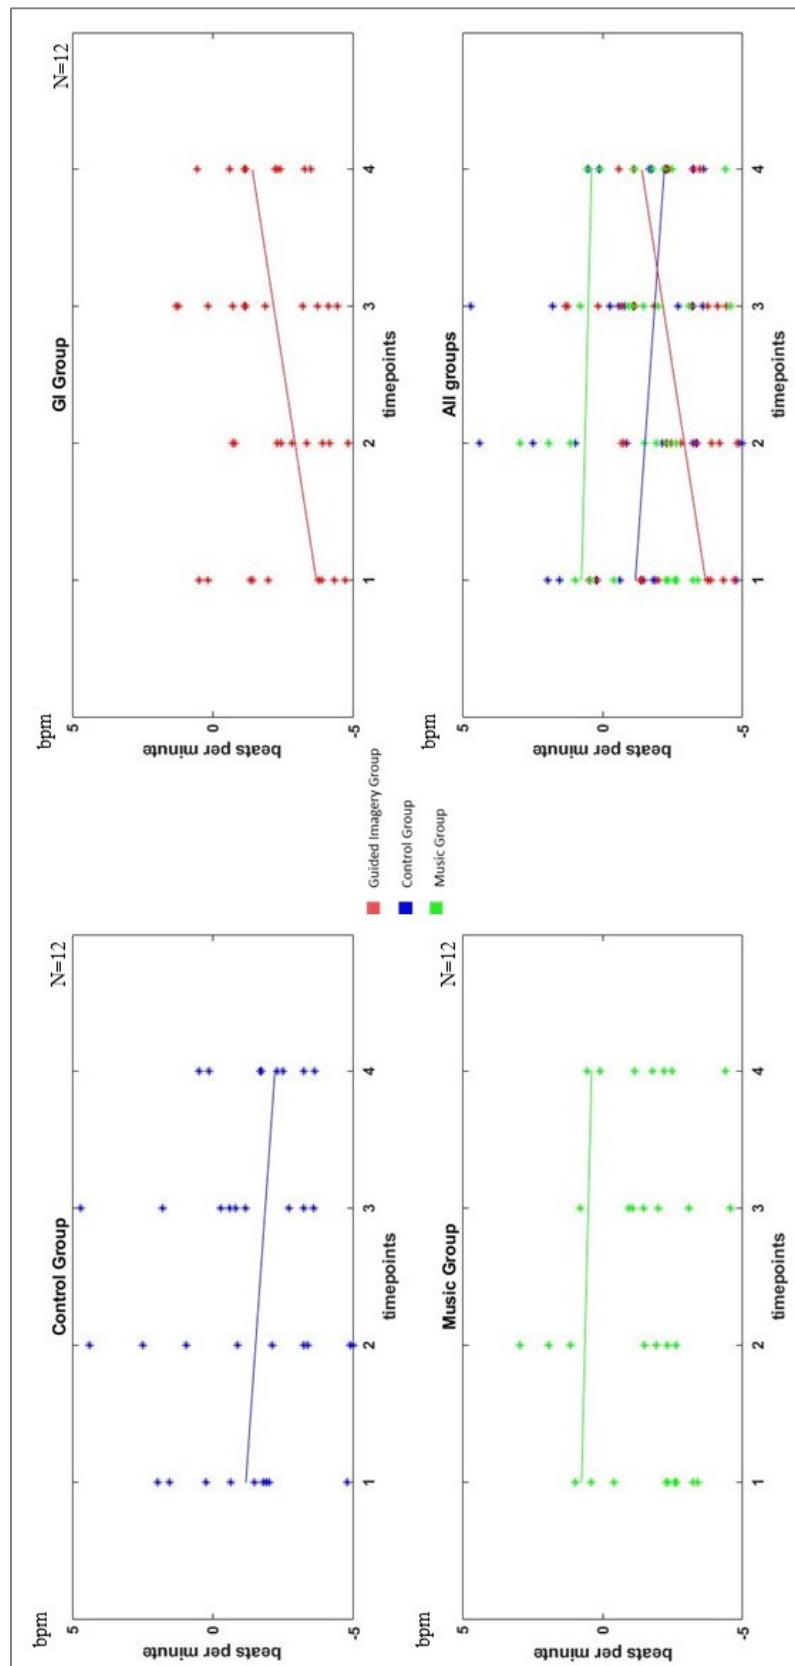 Control Group
N=12
bpm
beats per minute
5
0
-5
1
2
3
4
timepoints
GI Group
N=12
bpm
beats per minute
5
0
-5
1
2
3
4
timepoints
Guided Imagery Group
Control Group
Music Group
Music Group
N=12
bpm
beats per minute
5
0
-5
1
2
3
4
timepoints
All groups
bpm
beats per minute
5
0
-5
1
2
3
4
timepoints